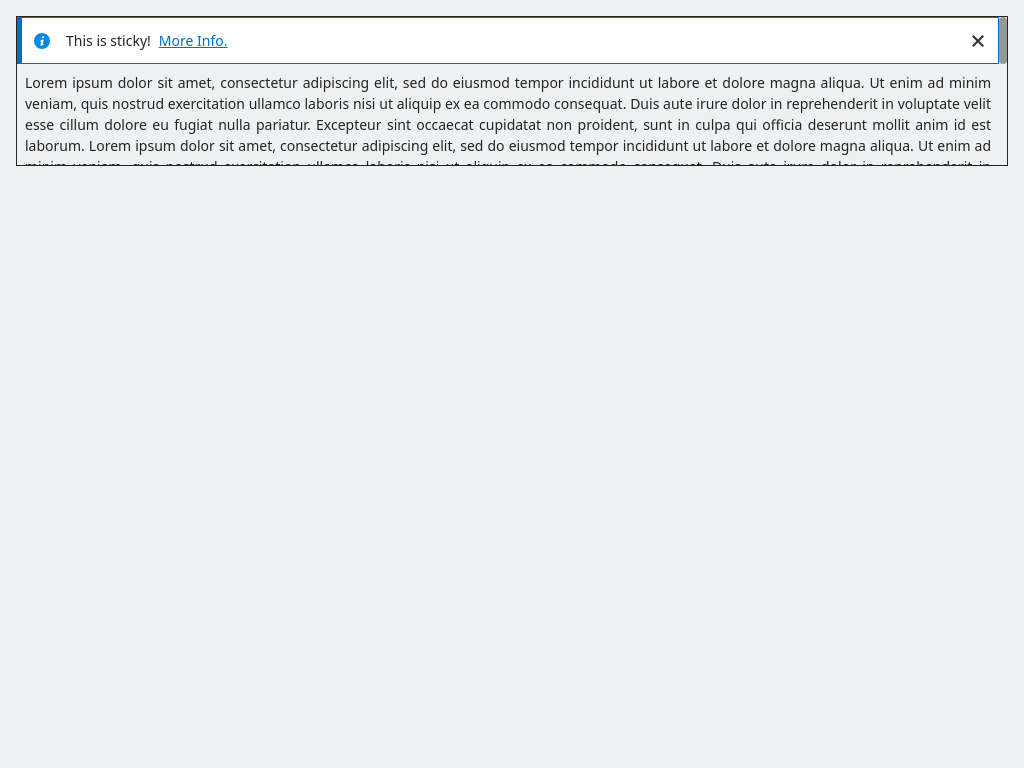 This is sticky! More Info.
Lorem ipsum dolor sit amet, consectetur adipiscing elit, sed do eiusmod tempor incididunt ut labore et dolore magna aliqua. Ut enim ad minim
veniam, quis nostrud exercitation ullamco laboris nisi ut aliquip ex ea commodo consequat. Duis aute irure dolor in reprehenderit in voluptate velit
esse cillum dolore eu fugiat nulla pariatur. Excepteur sint occaecat cupidatat non proident, sunt in culpa qui officia deserunt mollit anim id est
laborum. Lorem ipsum dolor sit amet, consectetur adipiscing elit, sed do eiusmod tempor incididunt ut labore et dolore magna aliqua. Ut enim ad